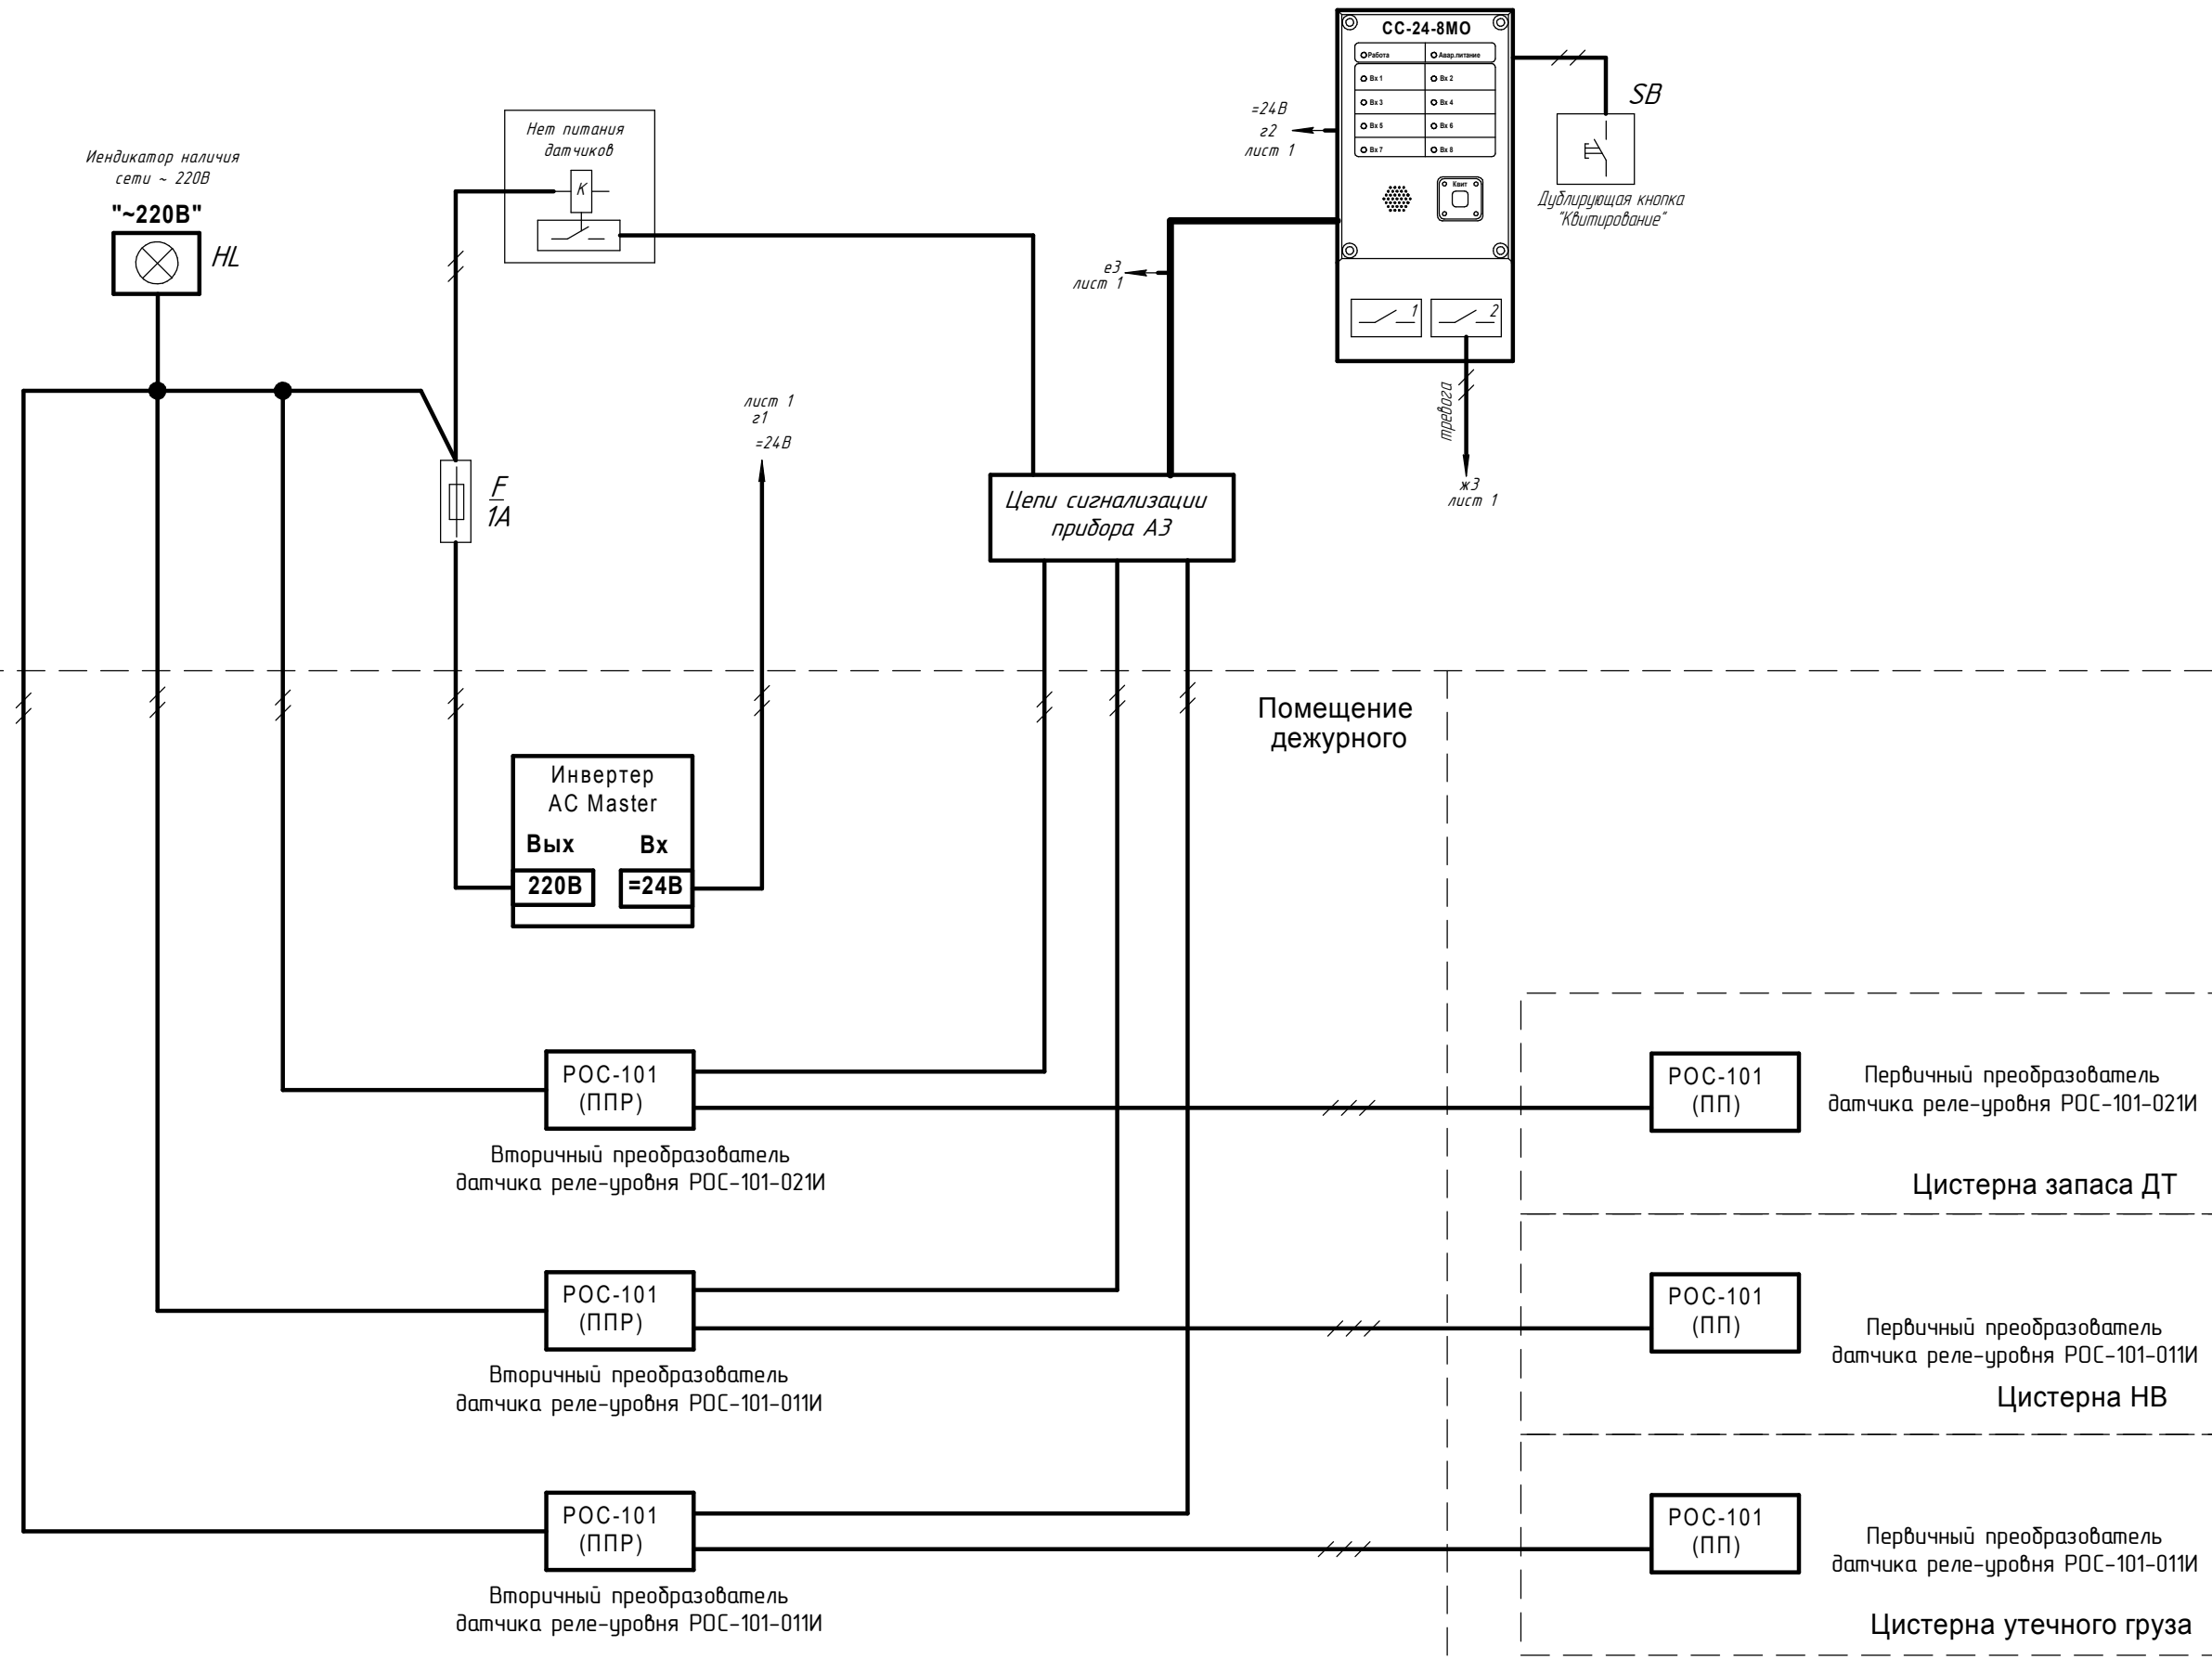 СС-24-8МО
Работа
Авар.питание
Вх 1
Вх 2
Вх 3
Вх 4
Вх 5
Вх 6
Вх 7
Вх 8
Квит
=24В
г2
лист 1
SB
Дублирующая кнопка
"Квитирование"
Нет питания
датчиков
К
Иендикатор наличия
сети ~ 220В
"~220В"
HL
е3
лист 1
1
2
тревога
ж3
лист 1
лист 1
г1
=24В
F
1А
Цепи сигнализации
прибора А3
Помещение
дежурного
Инвертер
AC Master
Вых
Вх
220В
=24В
РОС-101
(ППР)
Вторичный преобразователь
датчика реле-уровня РОС-101-021И
РОС-101
(ПП)
Первичный преобразователь
датчика реле-уровня РОС-101-021И
Цистерна запаса ДТ
РОС-101
(ППР)
Вторичный преобразователь
датчика реле-уровня РОС-101-011И
РОС-101
(ПП)
Первичный преобразователь
датчика реле-уровня РОС-101-011И
Цистерна НВ
РОС-101
(ППР)
Вторичный преобразователь
датчика реле-уровня РОС-101-011И
РОС-101
(ПП)
Первичный преобразователь
датчика реле-уровня РОС-101-011И
Цистерна утечного груза